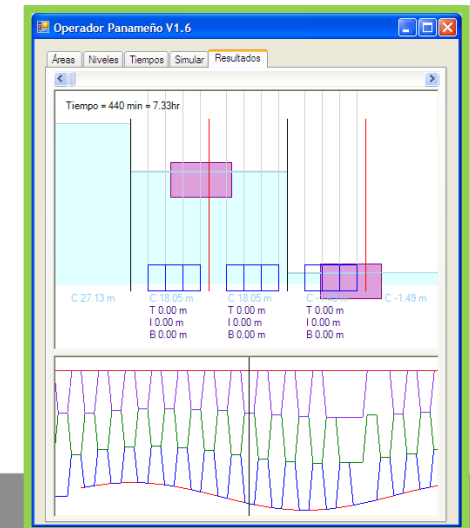 Operador Panameño V1.6
Áreas Niveles Tiempos Simular Resultados
Tiempo = 440 min = 7.33hr
C 27.13 m C 18.05 m C 18.05 m C -1.49 m C -1.49 m
T 0.00 m T 0.00 m T 0.00 m
I 0.00 m I 0.00 m I 0.00 m
B 0.00 m B 0.00 m B 0.00 m